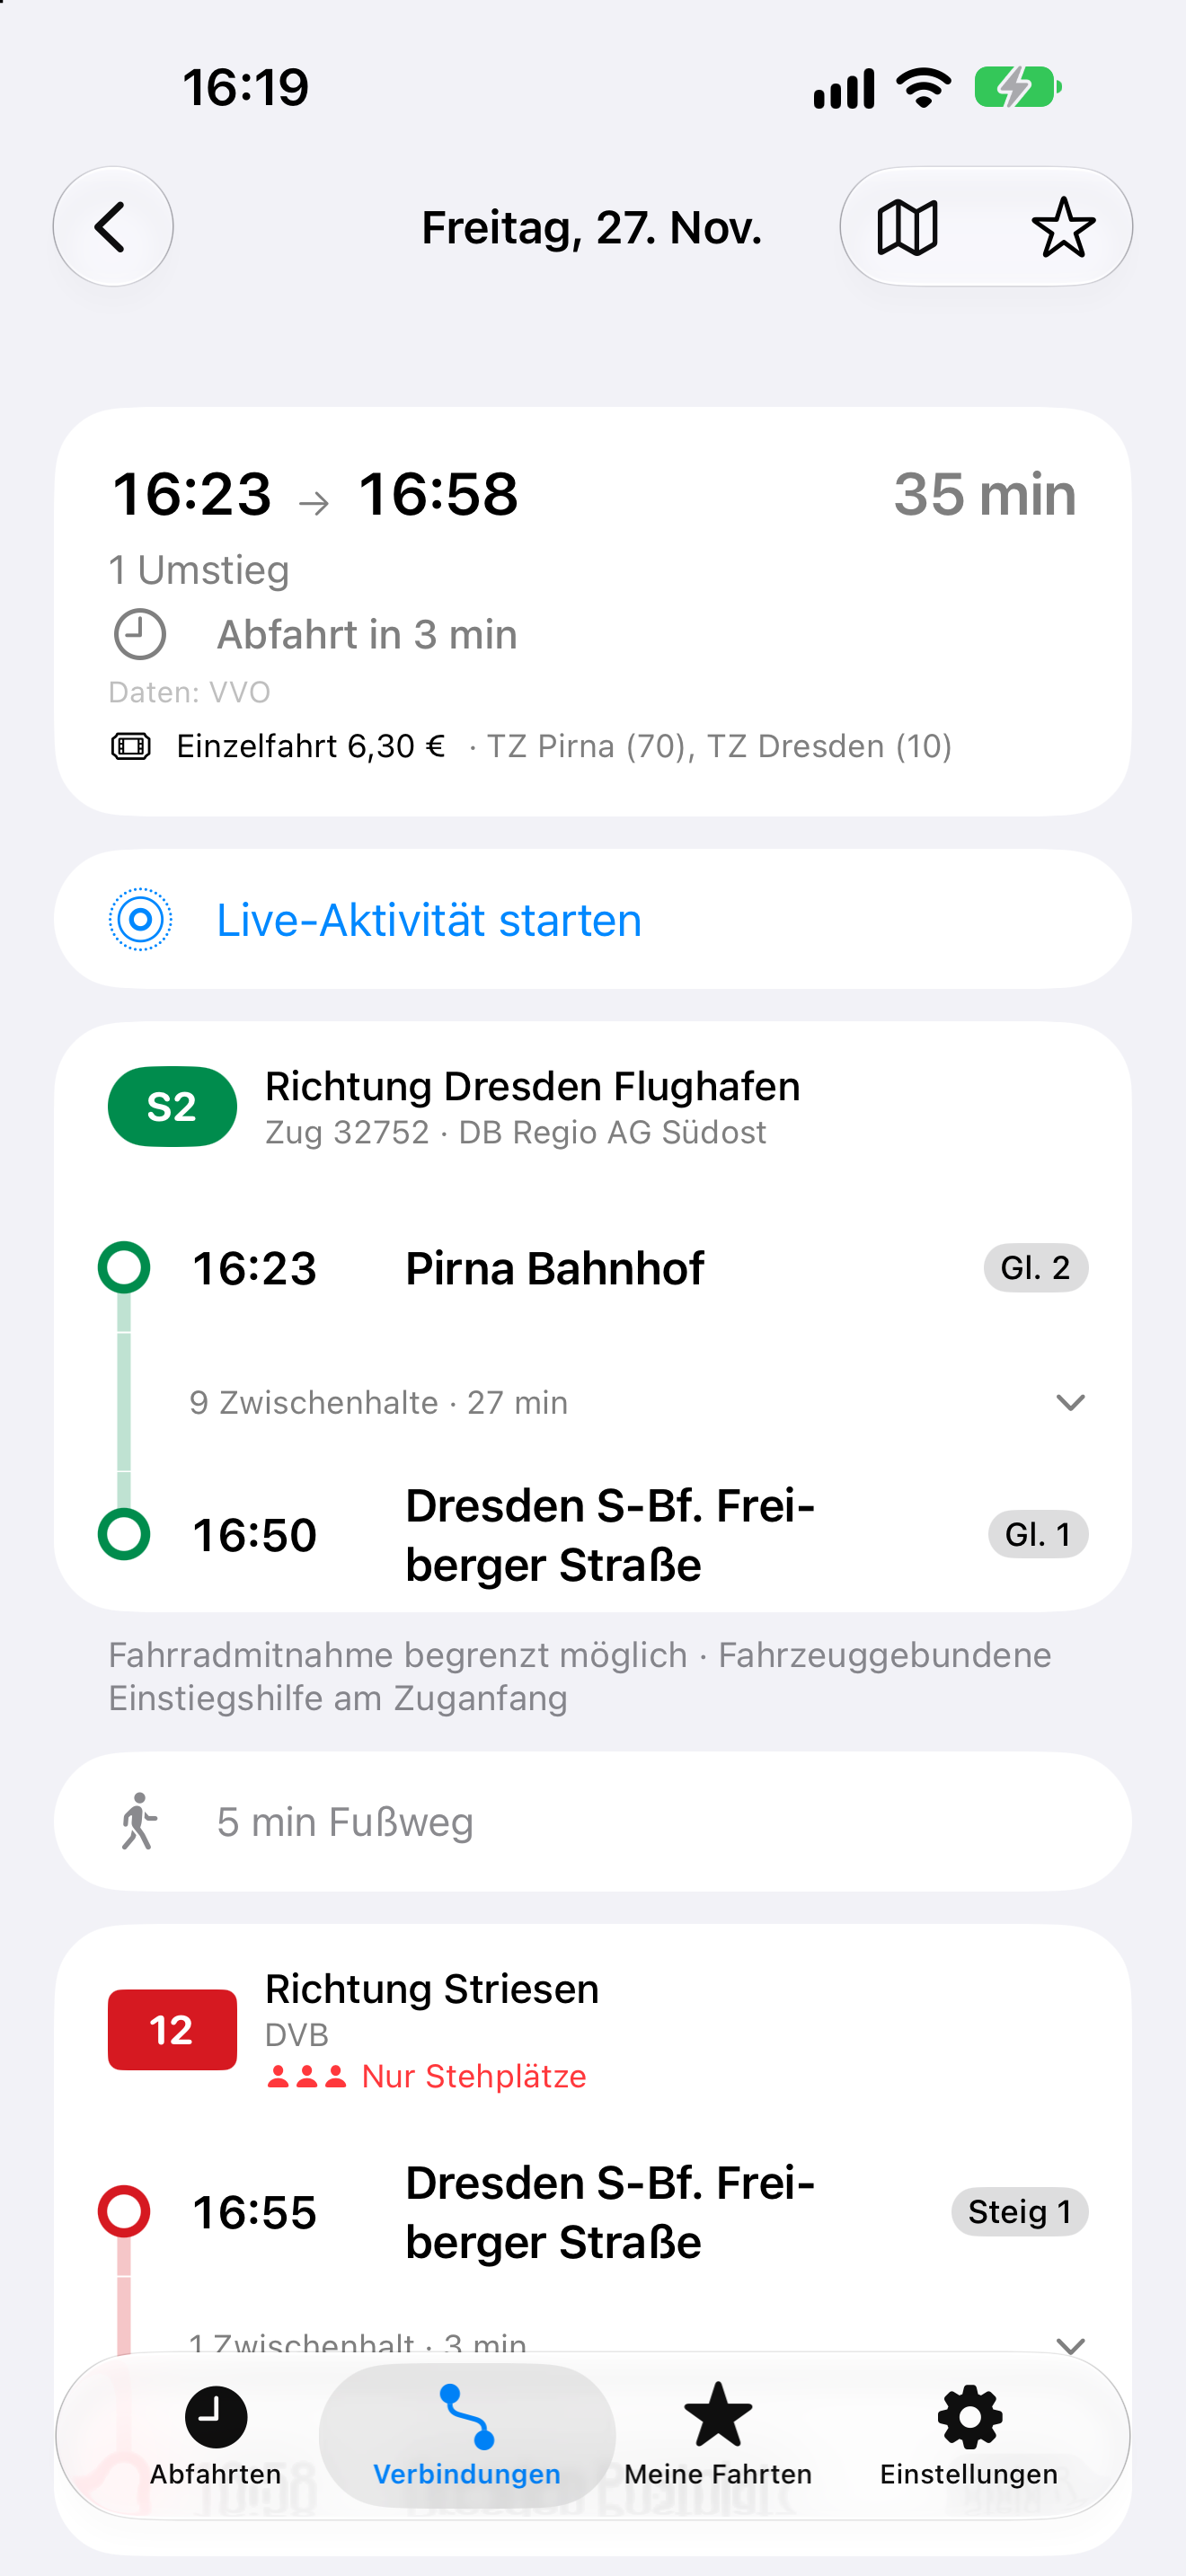 16:19
Freitag, 27. Nov.
16:23 → 16:58
35 min
1 Umstieg
Abfahrt in 3 min
Daten: VVO
Einzelfahrt 6,30 € · TZ Pirna (70), TZ Dresden (10)
Live-Aktivität starten
S2
Richtung Dresden Flughafen
Zug 32752 · DB Regio AG Südost
16:23 Pirna Bahnhof Gl. 2
9 Zwischenhalte · 27 min
Dresden S-Bf. Frei-
16:50 Gl. 1
berger Straße
Fahrradmitnahme begrenzt möglich · Fahrzeuggebundene
Einstiegshilfe am Zuganfang
5 min Fußweg
12
Richtung Striesen
DVB
Nur Stehplätze
Dresden S-Bf. Frei-
16:55 Steig 1
berger Straße
1 Zwischenhalt · 3 min
Abfahrten Verbindungen Meine Fahrten Einstellungen